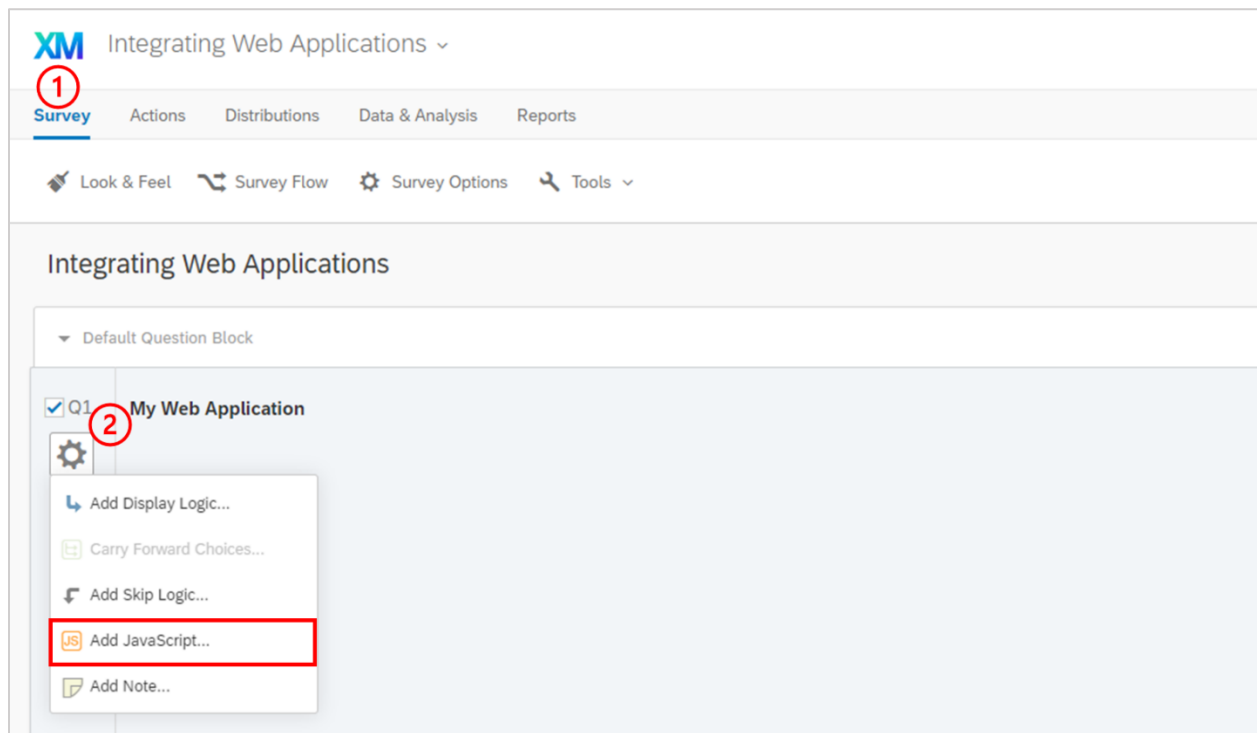 XM Integrating Web Applications
1
Survey Actions Distributions Data & Analysis Reports
Look & Feel Survey Flow Survey Options Tools
Integrating Web Applications
Default Question Block
Q1 My Web Application
2
Add Display Logic...
Carry Forward Choices...
Add Skip Logic...
JS Add JavaScript...
Add Note...